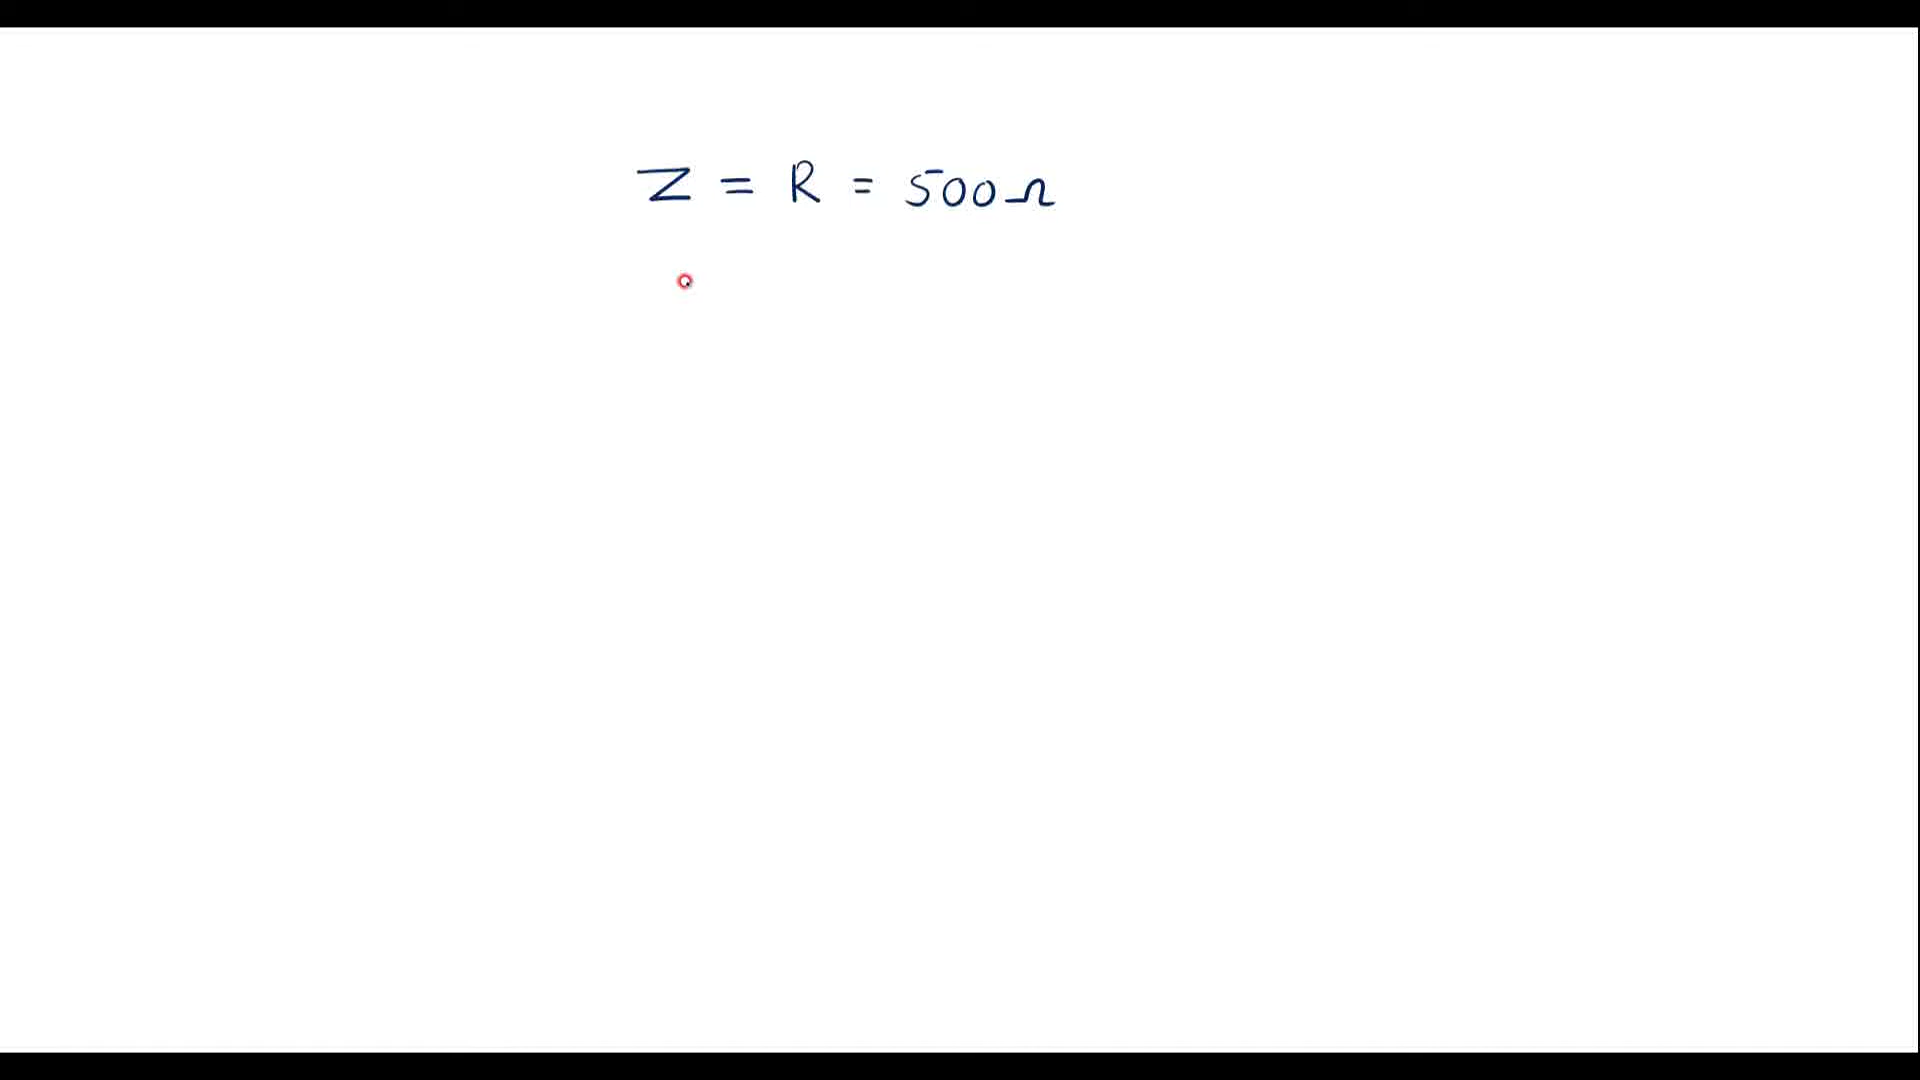 Z = R = 500Ω